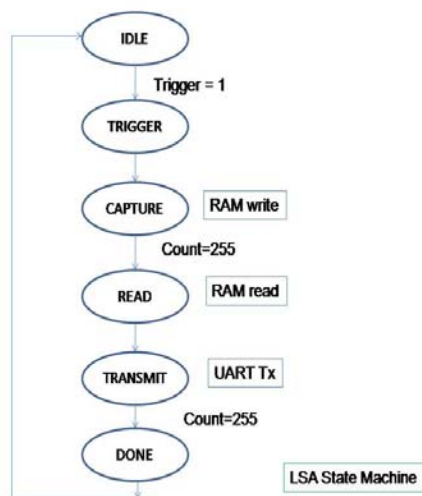 IDLE
Trigger = 1
TRIGGER
CAPTURE
RAM write
Count=255
READ
RAM read
TRANSMIT
UART Tx
Count=255
DONE
LSA State Machine